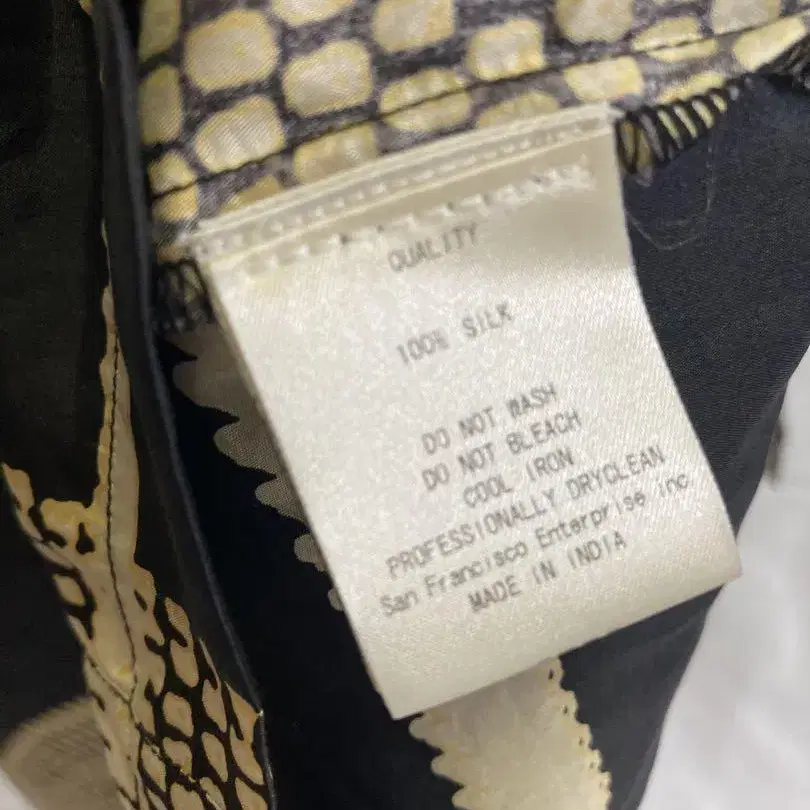 QUALITY
100% SILK
DO NOT WASH
DO NOT BLEACH
COOL IRON
PROFESSIONALLY DRYCLEAN
San Francisco Enterprise inc
MADE IN INDIA